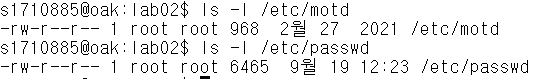 s1710885@oak:lab02$ ls -l /etc/motd
-rw-r--r-- 1 root root 968  2월 27  2021 /etc/motd
s1710885@oak:lab02$ ls -l /etc/passwd
-rw-r--r-- 1 root root 6465  9월 19 12:23 /etc/passwd